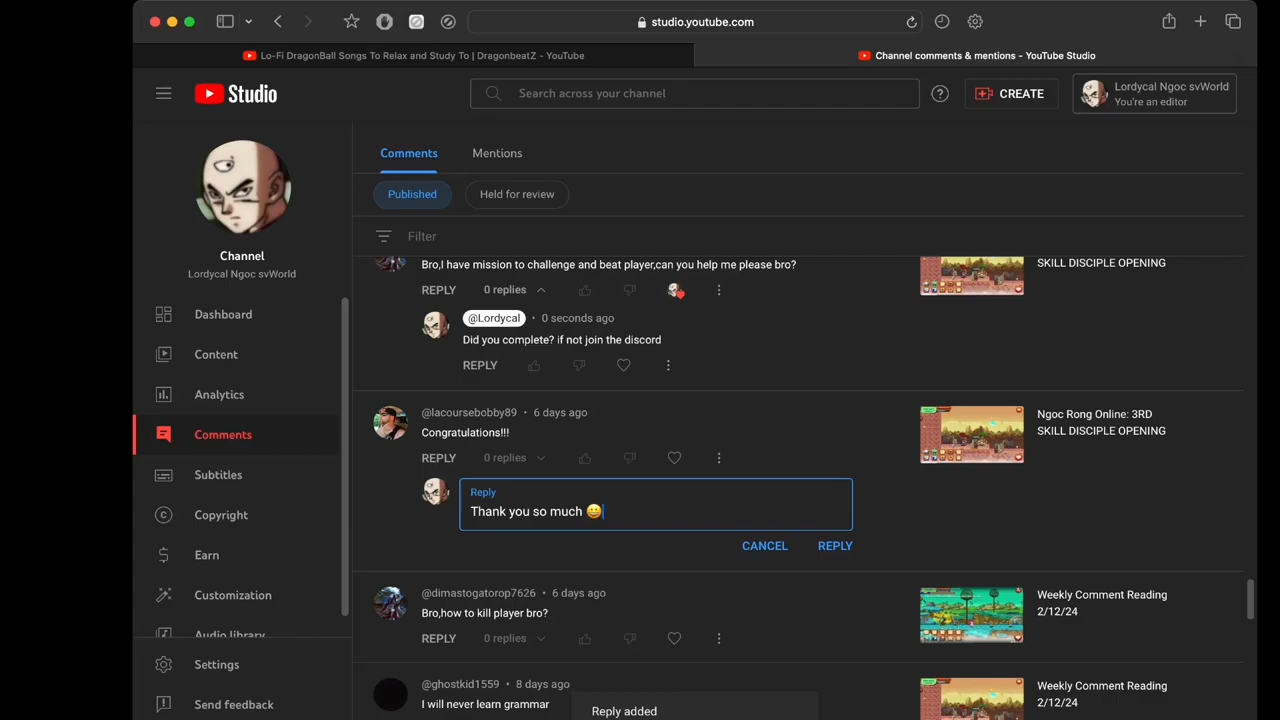 studio.youtube.com
Lo-Fi DragonBall Songs To Relax and Study To | DragonbeatZ - YouTube
Channel comments & mentions - YouTube Studio
Studio
Search across your channel
CREATE
Lordycal Ngoc svWorld
You're an editor
Channel
Lordycal Ngoc svWorld
Dashboard
Content
Analytics
Comments
Subtitles
Copyright
Earn
Customization
Audio library
Settings
Send feedback
Comments
Mentions
Published
Held for review
Filter
Bro,I have mission to challenge and beat player,can you help me please bro?
SKILL DISCIPLE OPENING
REPLY
0 replies
@Lordycal • 0 seconds ago
Did you complete? if not join the discord
REPLY
@lacoursebobby89 • 6 days ago
Congratulations!!!
Ngoc Rong Online: 3RD
SKILL DISCIPLE OPENING
REPLY
0 replies
Reply
Thank you so much 😀
CANCEL
REPLY
@dimastogatorop7626 • 6 days ago
Bro,how to kill player bro?
Weekly Comment Reading
2/12/24
REPLY
0 replies
@ghostkid1559 • 8 days ago
I will never learn grammar
Weekly Comment Reading
2/12/24
Reply added